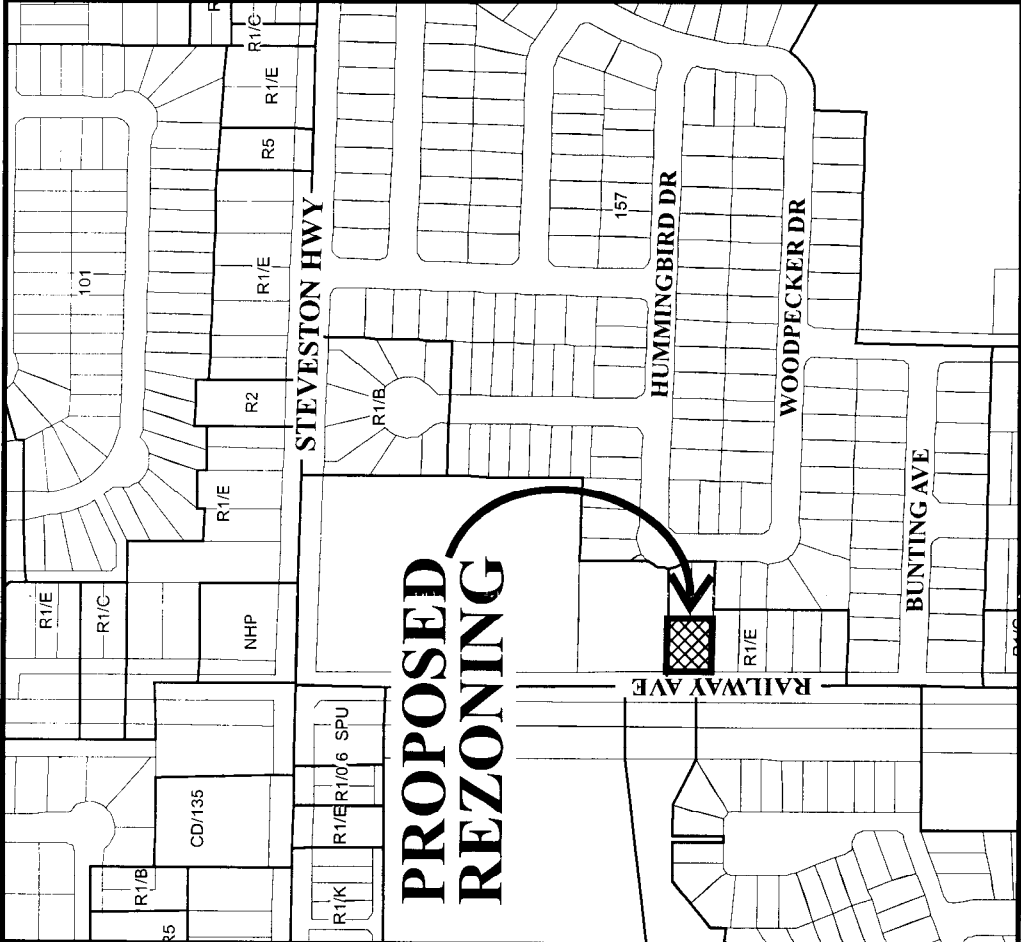 R1/C
R1/E
R5
R1/E
101
R2
R1/E
STEVESTON HWY
R1/B
157
HUMMINGBIRD DR
WOODPECKER DR
BUNTING AVE
R1/E
R1/C
NHP
PROPOSED
REZONING
R1/E
RAILWAY AVE
SPU
R1/0.6
R1/E
R1/K
CD/135
R1/B
R5